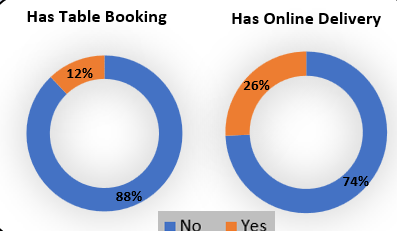 Has Table Booking
12%
88%
Has Online Delivery
26%
74%
No Yes